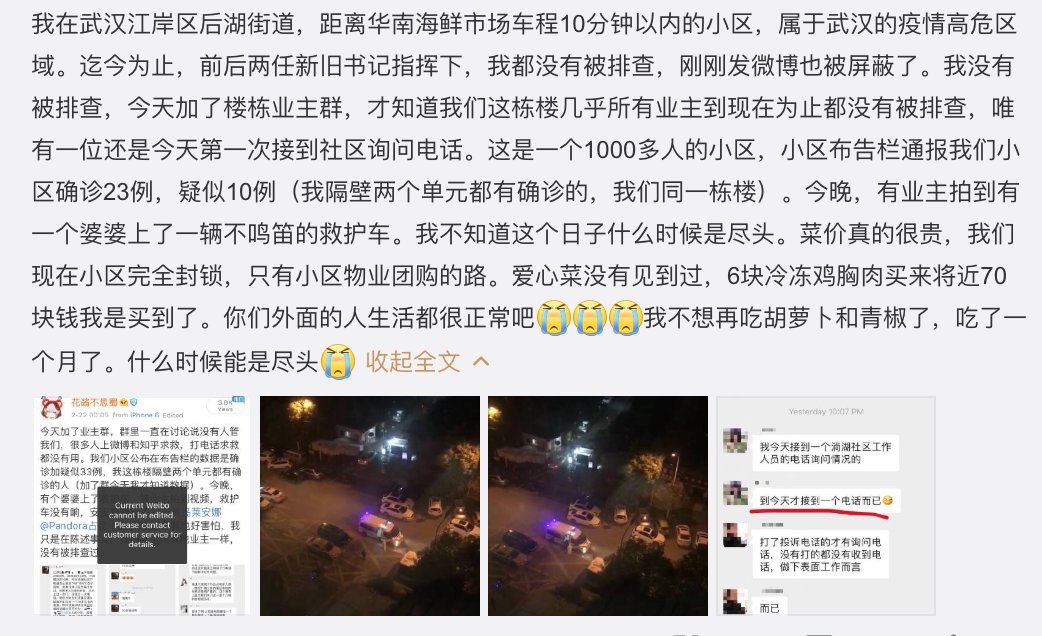 我在武汉江岸区后湖街道，距离华南海鲜市场车程10分钟以内的小区，属于武汉的疫情高危区
域。迄今为止，前后两任新旧书记指挥下，我都没有被排查，刚刚发微博也被屏蔽了。我没有
被排查，今天加了楼栋业主群，才知道我们这栋楼几乎所有业主到现在为止都没有被排查，唯
有一位还是今天第一次接到社区询问电话。这是一个1000多人的小区，小区布告栏通报我们小
区确诊23例，疑似10例（我隔壁两个单元都有确诊的，我们同一栋楼）。今晚，有业主拍到有
一个婆婆上了一辆不鸣笛的救护车。我不知道这个日子什么时候是尽头。菜价真的很贵，我们
现在小区完全封锁，只有小区物业团购的路。爱心菜没有见到过，6块冷冻鸡胸肉买来将近70
块钱我是买到了。你们外面的人生活都很正常吧😭😭😭我不想再吃胡萝卜和青椒了，吃了一
个月了。什么时候能是尽头😭 收起全文
花酱不思蜀
3.8K
Views
2-22 00:05 from iPhone 8 Edited
今天加了业主群，群里一直在讨论说没有人管
我们，很多人上微博和知乎求救，打电话求救
都没有用。我们小区公布在布告栏的数据是确
诊加疑似33例，我这栋楼隔壁两个单元都有确
诊的人（加了群今天我才知道数据）。今晚，
有个婆婆上了
视频，救护
车没有响，安
莱安娜
@Pandora占
也好害怕，我
只是在陈述事
业主一样，
没有被排查过
Current Weibo
cannot be edited.
Please contact
customer service for
details.
Yesterday 10:07 PM
我今天接到一个淌湖社区工作
人员的电话询问情况的
到今天才接到一个电话而已😂
打了投诉电话的才有询问电
话，没有打的都没有收到电
话，做下表面工作而言
而已